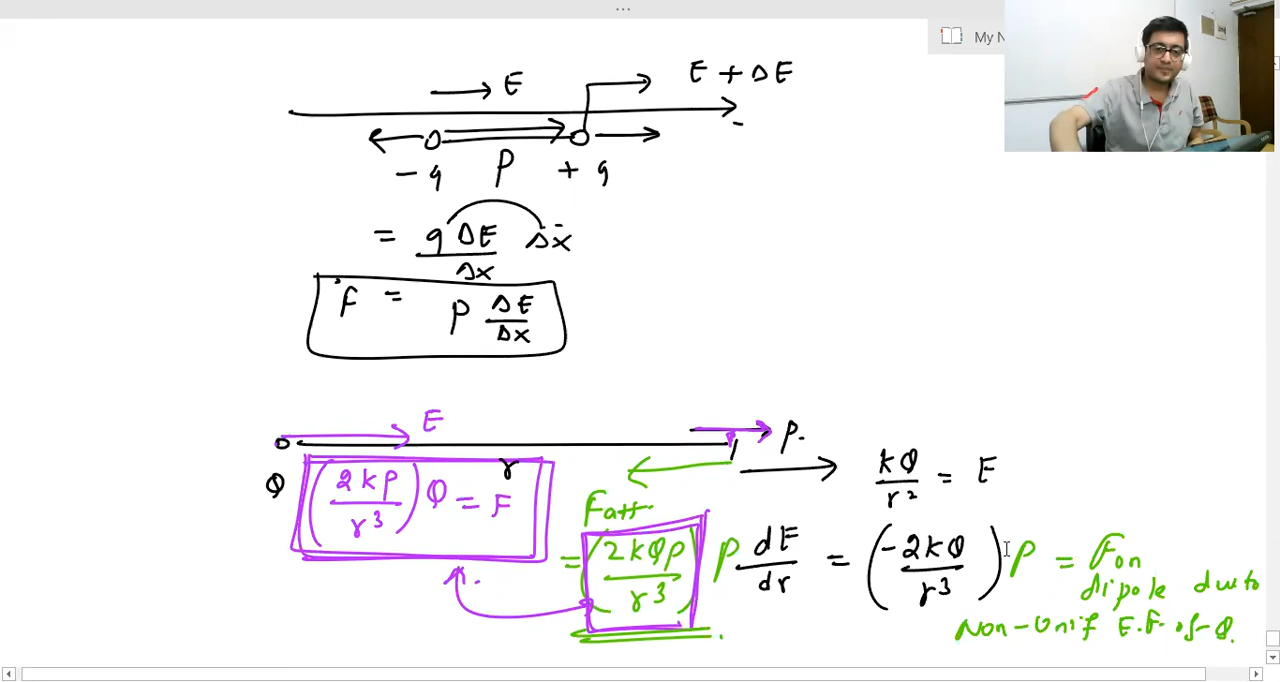 My N
E
E + ΔE
- q
p
+ q
= qΔE/Δx Δx
F = p ΔE/Δx
E
p.
Q
r
kQ/r² = E
(2kp/r³) Q = F
Fatt.
= (2kQp/r³)
p dE/dr = (-2kQ/r³) p = Fon
dipole due to
Non-Unif E.F. of Q.